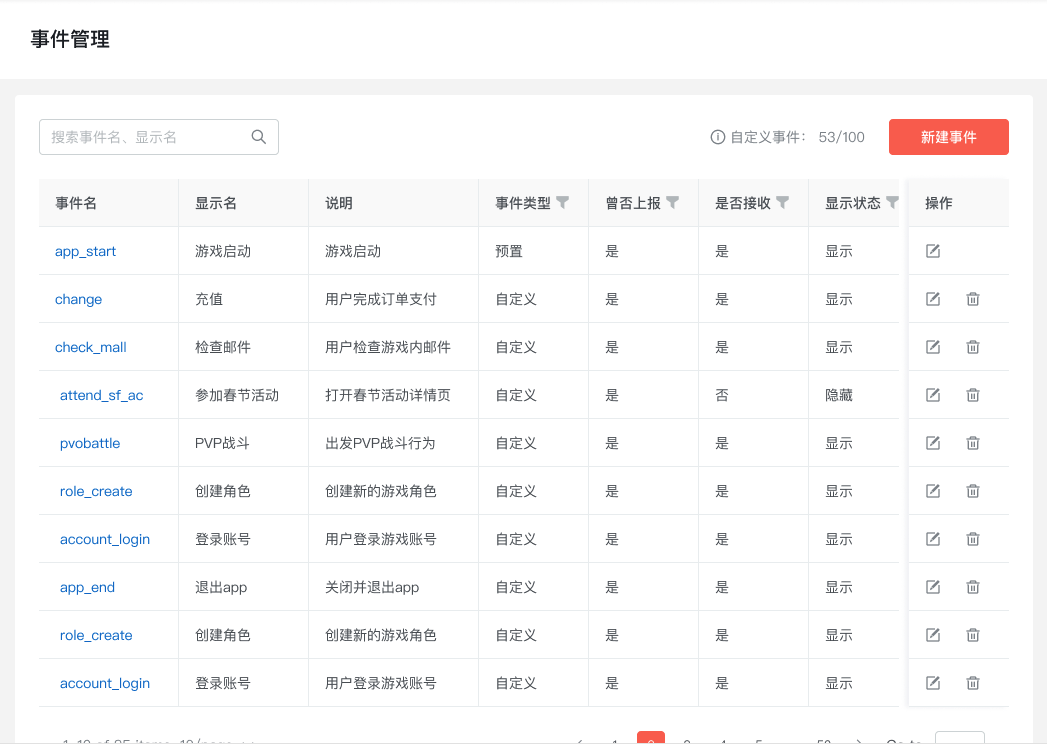 事件管理
搜索事件名、显示名
自定义事件： 53/100
新建事件
事件名 显示名 说明 事件类型 曾否上报 是否接收 显示状态 操作
app_start 游戏启动 游戏启动 预置 是 是 显示
change 充值 用户完成订单支付 自定义 是 是 显示
check_mall 检查邮件 用户检查游戏内邮件 自定义 是 是 显示
attend_sf_ac 参加春节活动 打开春节活动详情页 自定义 是 否 隐藏
pvobattle PVP战斗 出发PVP战斗行为 自定义 是 是 显示
role_create 创建角色 创建新的游戏角色 自定义 是 是 显示
account_login 登录账号 用户登录游戏账号 自定义 是 是 显示
app_end 退出app 关闭并退出app 自定义 是 是 显示
role_create 创建角色 创建新的游戏角色 自定义 是 是 显示
account_login 登录账号 用户登录游戏账号 自定义 是 是 显示